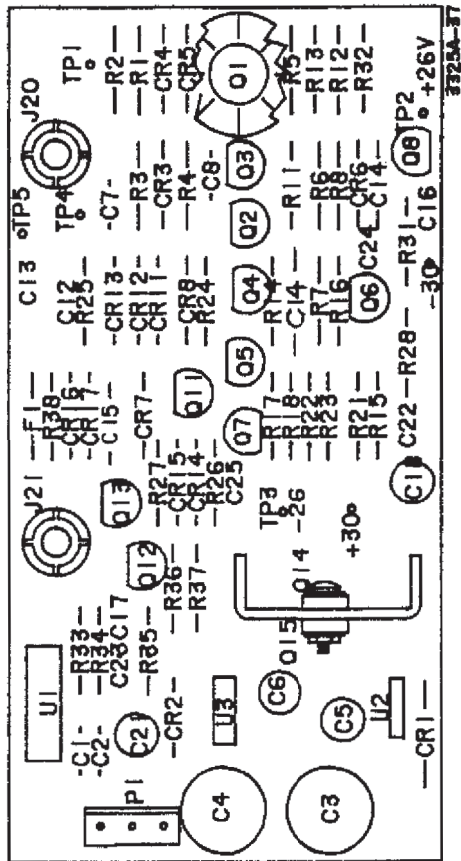 3325A-37
TP1
R2
R1
CR4
CR5
Q1
R5
R13
R12
R32
+26V
TP2
J20
TP5
TP4
C7
R3
CR3
R4
C8
Q3
Q2
R11
R6
R8
CR6
C14
Q8
C16
C24
R31
-30
C13
C12
R25
CR13
CR12
CR11
CR8
R24
Q4
R14
C14
R7
R16
Q6
R28
F1
R38
CR16
CR17
C15
CR7
Q11
Q5
Q7
R17
R18
R22
R23
R21
R15
C22
J21
Q13
R27
CR15
CR14
R26
C25
TP3
-26
+30
C18
Q12
R36
R37
Q14
Q15
U1
R33
R34
C23
C17
R35
C1
C2
C21
CR2
U3
C6
C5
U2
CR1
P1
C4
C3